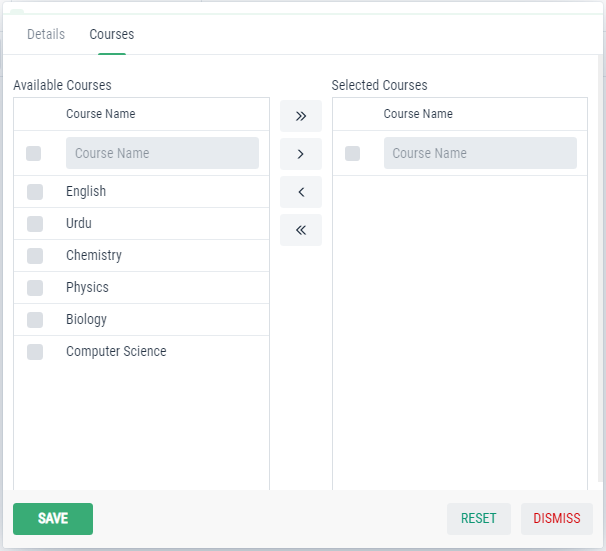 Details Courses
Available Courses
Selected Courses
Course Name
Course Name
Course Name
Course Name
English
Urdu
Chemistry
Physics
Biology
Computer Science
SAVE
RESET
DISMISS